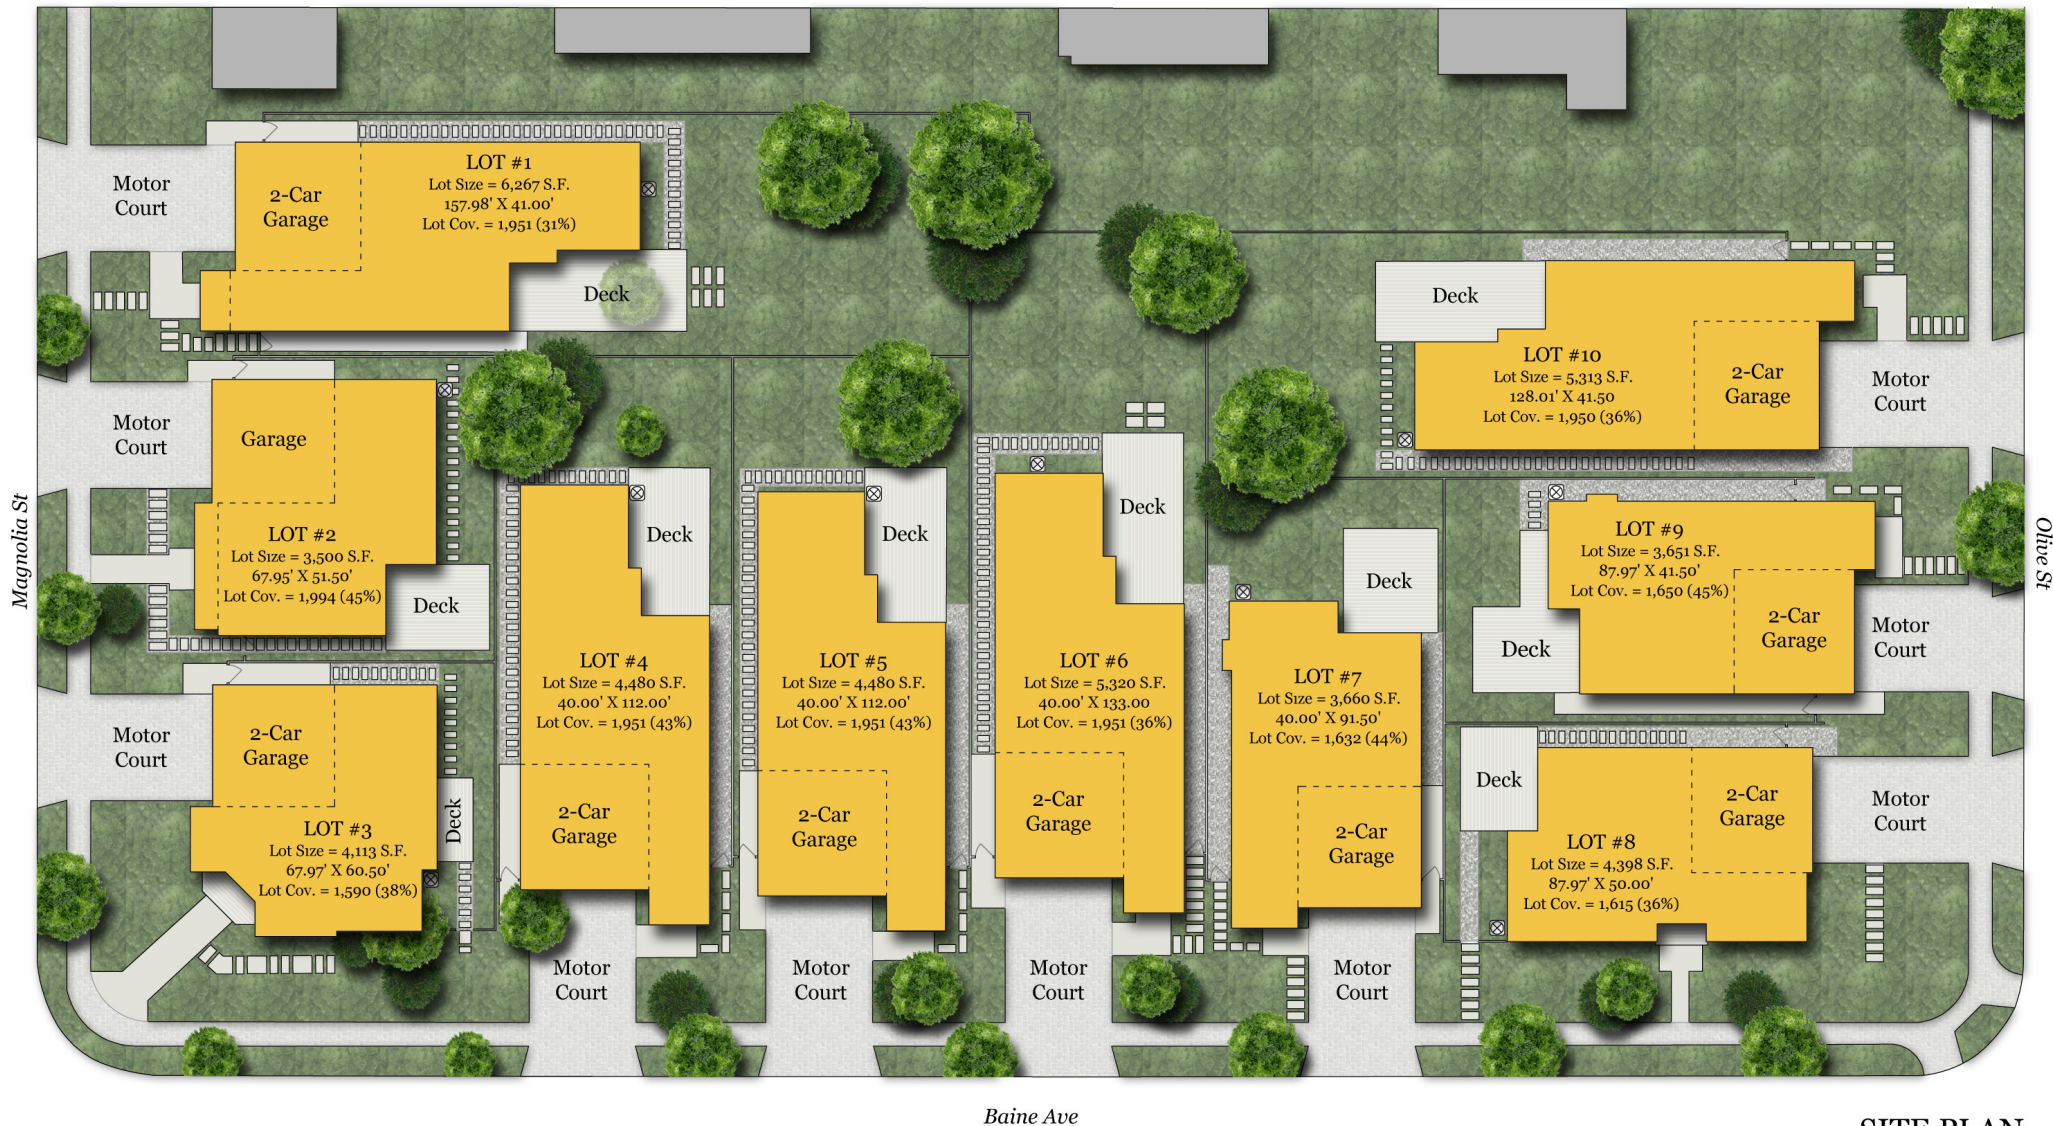 Motor
Court
2-Car
Garage
LOT #1
Lot Size = 6,267 S.F.
157.98' X 41.00'
Lot Cov. = 1,951 (31%)
Deck
Motor
Court
Garage
LOT #2
Lot Size = 3,500 S.F.
67.95' X 51.50'
Lot Cov. = 1,994 (45%)
Deck
Motor
Court
2-Car
Garage
LOT #3
Lot Size = 4,113 S.F.
67.97' X 60.50'
Lot Cov. = 1,590 (38%)
Deck
Deck
LOT #4
Lot Size = 4,480 S.F.
40.00' X 112.00'
Lot Cov. = 1,951 (43%)
2-Car
Garage
Motor
Court
Deck
LOT #5
Lot Size = 4,480 S.F.
40.00' X 112.00'
Lot Cov. = 1,951 (43%)
2-Car
Garage
Motor
Court
Deck
LOT #6
Lot Size = 5,320 S.F.
40.00' X 133.00
Lot Cov. = 1,951 (36%)
2-Car
Garage
Motor
Court
Deck
LOT #7
Lot Size = 3,660 S.F.
40.00' X 91.50'
Lot Cov. = 1,632 (44%)
2-Car
Garage
Motor
Court
Deck
LOT #10
Lot Size = 5,313 S.F.
128.01' X 41.50
Lot Cov. = 1,950 (36%)
2-Car
Garage
Motor
Court
LOT #9
Lot Size = 3,651 S.F.
87.97' X 41.50'
Lot Cov. = 1,650 (45%)
Deck
2-Car
Garage
Motor
Court
Deck
2-Car
Garage
LOT #8
Lot Size = 4,398 S.F.
87.97' X 50.00'
Lot Cov. = 1,615 (36%)
Motor
Court
Magnolia St
Olive St
Baine Ave
SITE PLAN